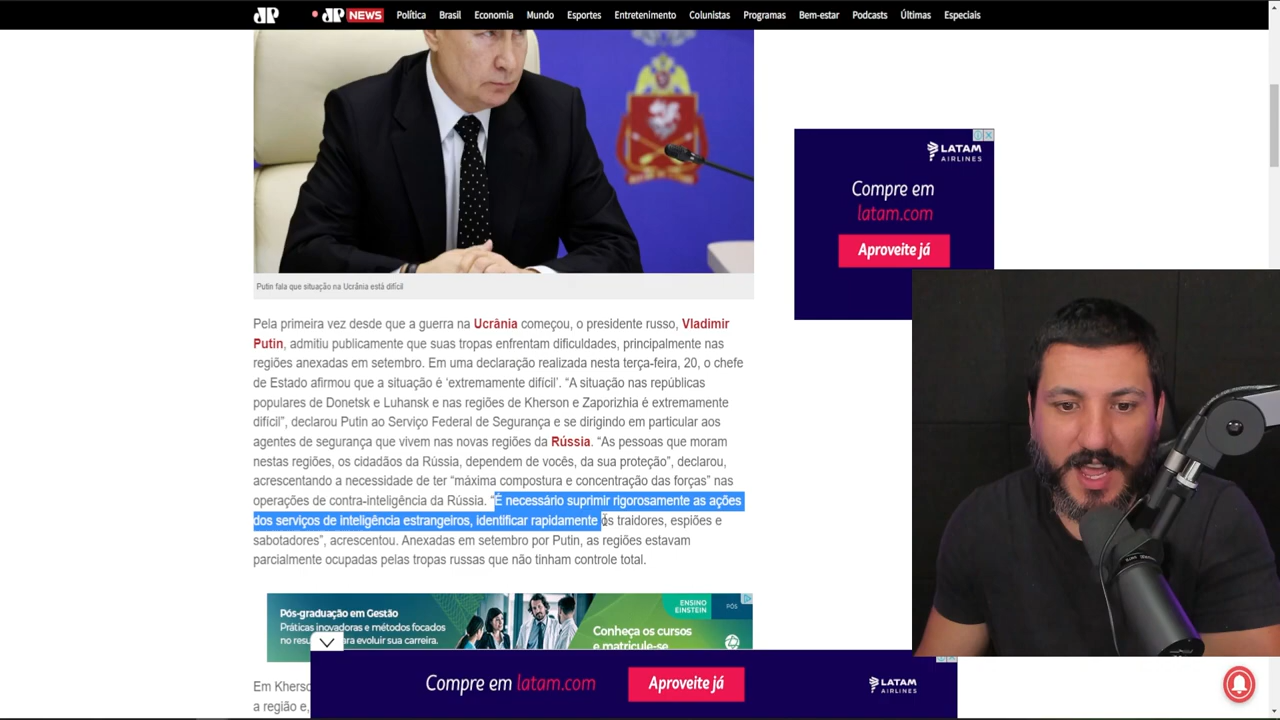 JP
JP NEWS
Política
Brasil
Economia
Mundo
Esportes
Entretenimento
Colunistas
Programas
Bem-estar
Podcasts
Últimas
Especiais
Putin fala que situação na Ucrânia está difícil
Pela primeira vez desde que a guerra na Ucrânia começou, o presidente russo, Vladimir
Putin, admitiu publicamente que suas tropas enfrentam dificuldades, principalmente nas
regiões anexadas em setembro. Em uma declaração realizada nesta terça-feira, 20, o chefe
de Estado afirmou que a situação é ‘extremamente difícil’. “A situação nas repúblicas
populares de Donetsk e Luhansk e nas regiões de Kherson e Zaporizhia é extremamente
difícil”, declarou Putin ao Serviço Federal de Segurança e se dirigindo em particular aos
agentes de segurança que vivem nas novas regiões da Rússia. “As pessoas que moram
nestas regiões, os cidadãos da Rússia, dependem de vocês, da sua proteção”, declarou,
acrescentando a necessidade de ter “máxima compostura e concentração das forças” nas
operações de contra-inteligência da Rússia. “É necessário suprimir rigorosamente as ações
dos serviços de inteligência estrangeiros, identificar rapidamente os traidores, espiões e
sabotadores”, acrescentou. Anexadas em setembro por Putin, as regiões estavam
parcialmente ocupadas pelas tropas russas que não tinham controle total.
LATAM
AIRLINES
Compre em
latam.com
Aproveite já
Pós-graduação em Gestão
Práticas inovadoras e métodos focados
no resu para evoluir sua carreira.
ENSINO
EINSTEIN
PÓS
Conheça os cursos
e matricule-se
Em Khers
a região e,
Compre em latam.com
Aproveite já
LATAM
AIRLINES